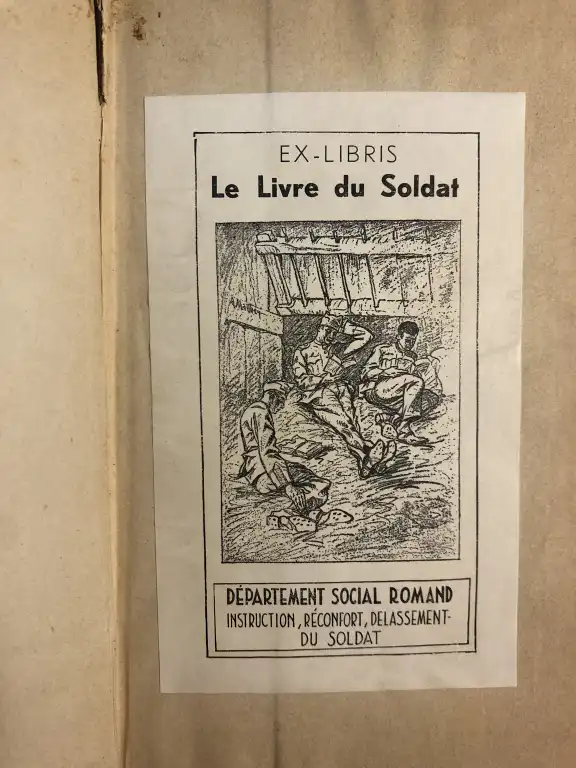 EX-LIBRIS
Le Livre du Soldat
DÉPARTEMENT SOCIAL ROMAND
INSTRUCTION, RÉCONFORT, DELASSEMENT-
DU SOLDAT